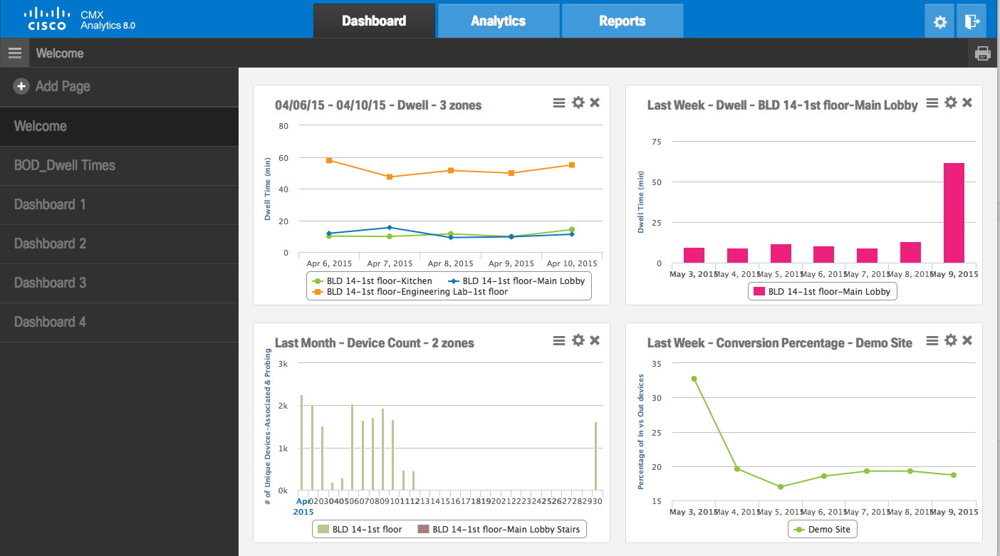 CISCO
CMX
Analytics 8.0
Dashboard
Analytics
Reports
Welcome
Add Page
Welcome
BOD_Dwell Times
Dashboard 1
Dashboard 2
Dashboard 3
Dashboard 4
04/06/15 - 04/10/15 - Dwell - 3 zones
Dwell Time (min)
80
60
40
20
0
Apr 6, 2015 Apr 7, 2015 Apr 8, 2015 Apr 9, 2015 Apr 10, 2015
BLD 14-1st floor-Kitchen BLD 14-1st floor-Main Lobby
BLD 14-1st floor-Engineering Lab-1st floor
Last Week - Dwell - BLD 14-1st floor-Main Lobby
Dwell Time (min)
75
50
25
0
May 3, 2015 May 4, 2015 May 5, 2015 May 6, 2015 May 7, 2015 May 8, 2015 May 9, 2015
BLD 14-1st floor-Main Lobby
Last Month - Device Count - 2 zones
# of Unique Devices-Associated & Probing
3k
2k
1k
0k
Apr 02 03 04 05 06 07 08 09 10 11 12 13 14 15 16 17 18 19 20 21 22 23 24 25 26 27 28 29 30
2015
BLD 14-1st floor BLD 14-1st floor-Main Lobby Stairs
Last Week - Conversion Percentage - Demo Site
Percentage of In vs Out devices
35
30
25
20
15
May 3, 2015 May 4, 2015 May 5, 2015 May 6, 2015 May 7, 2015 May 8, 2015 May 9, 2015
Demo Site